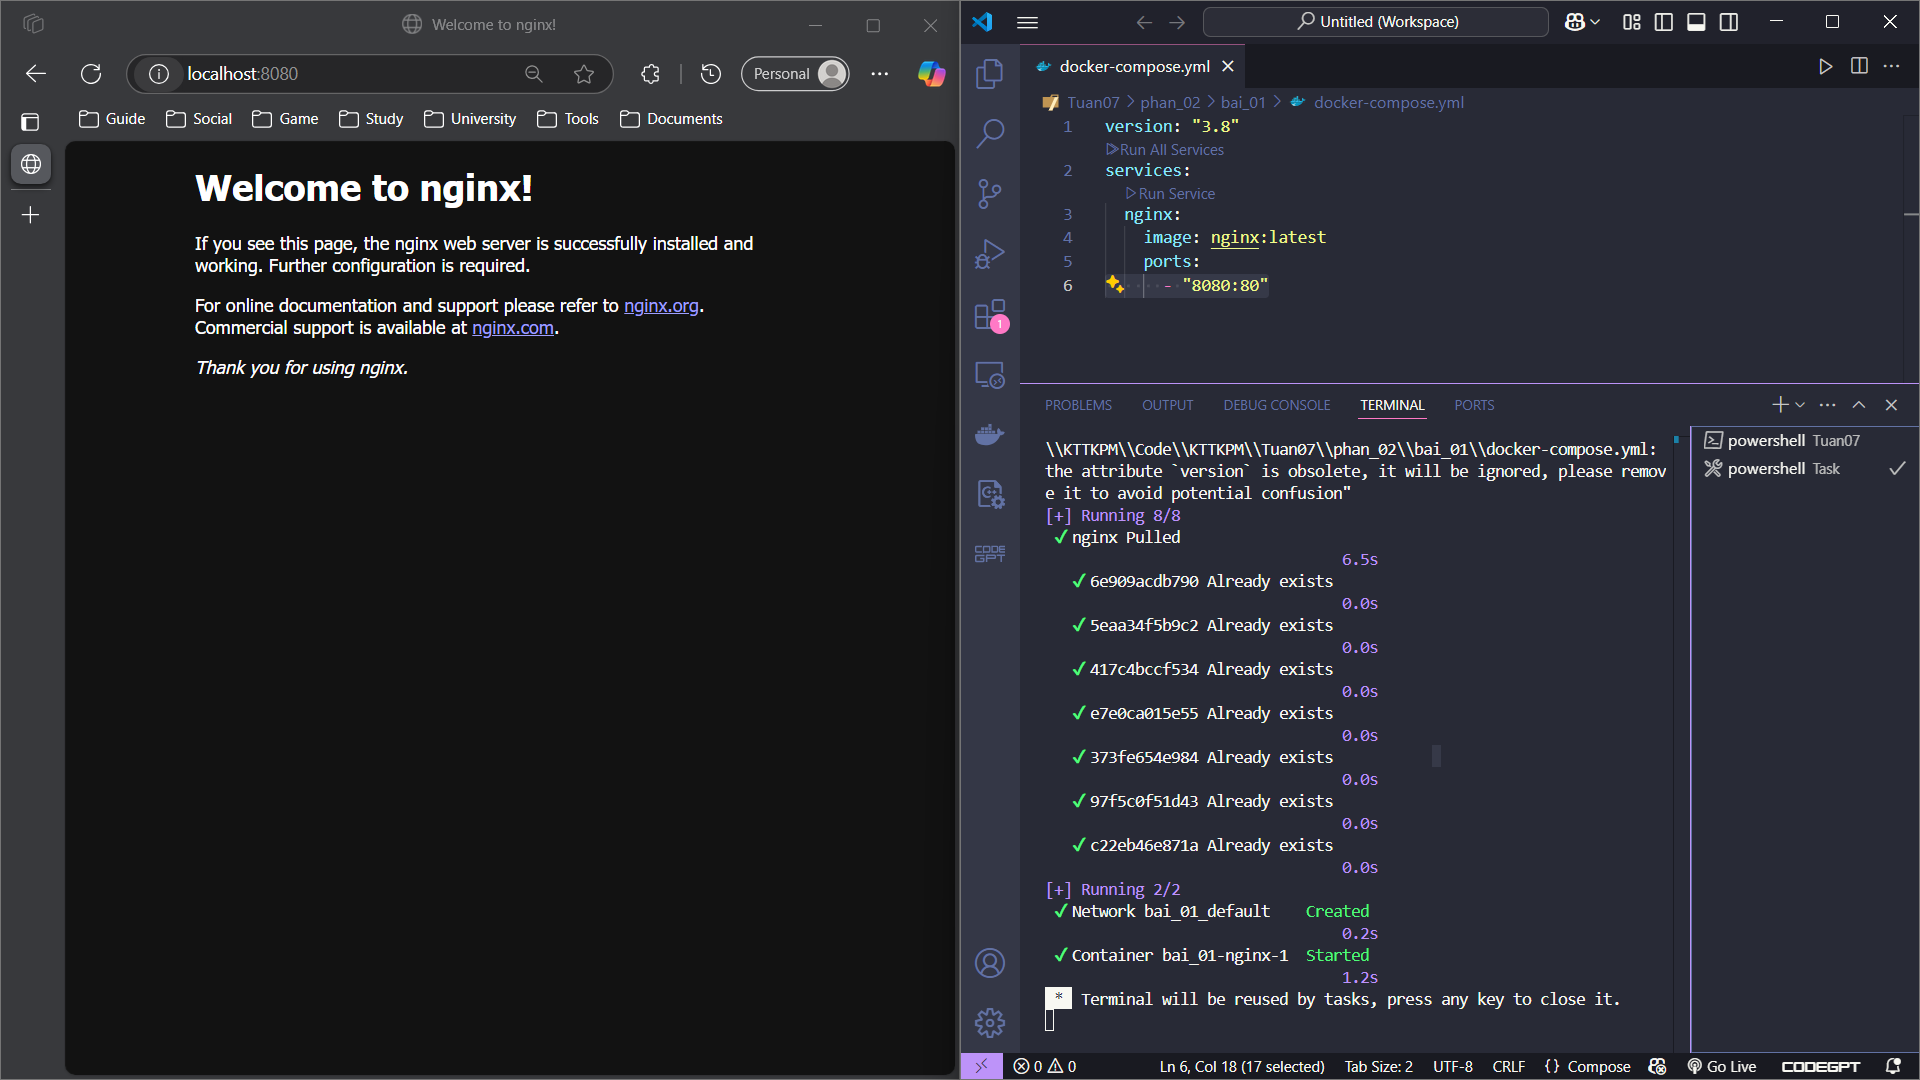 Welcome to nginx!
localhost:8080
Personal
Guide
Social
Game
Study
University
Tools
Documents
Welcome to nginx!
If you see this page, the nginx web server is successfully installed and
working. Further configuration is required.
For online documentation and support please refer to nginx.org.
Commercial support is available at nginx.com.
Thank you for using nginx.
Untitled (Workspace)
docker-compose.yml
Tuan07 > phan_02 > bai_01 > docker-compose.yml
1 version: "3.8"
Run All Services
2 services:
Run Service
3 nginx:
4 image: nginx:latest
5 ports:
6 - "8080:80"
1
PROBLEMS OUTPUT DEBUG CONSOLE TERMINAL PORTS
\\KTTKPM\\Code\\KTTKPM\\Tuan07\\phan_02\\bai_01\\docker-compose.yml:
the attribute `version` is obsolete, it will be ignored, please remov
e it to avoid potential confusion"
[+] Running 8/8
✓ nginx Pulled
6.5s
✓ 6e909acdb790 Already exists
0.0s
✓ 5eaa34f5b9c2 Already exists
0.0s
✓ 417c4bccf534 Already exists
0.0s
✓ e7e0ca015e55 Already exists
0.0s
✓ 373fe654e984 Already exists
0.0s
✓ 97f5c0f51d43 Already exists
0.0s
✓ c22eb46e871a Already exists
0.0s
[+] Running 2/2
✓ Network bai_01_default Created
0.2s
✓ Container bai_01-nginx-1 Started
1.2s
* Terminal will be reused by tasks, press any key to close it.
powershell Tuan07
powershell Task
CODE
GPT
0 0
Ln 6, Col 18 (17 selected)
Tab Size: 2
UTF-8
CRLF
{} Compose
Go Live
CODEGPT